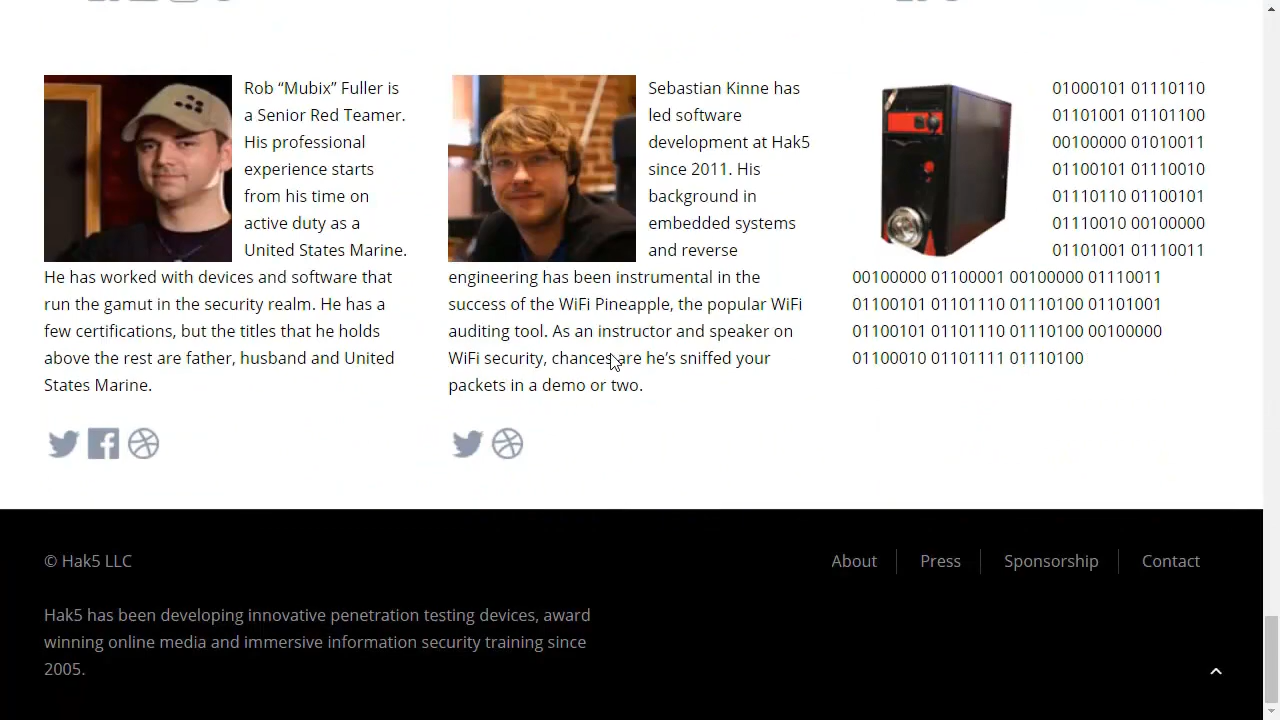 Rob “Mubix” Fuller is
a Senior Red Teamer.
His professional
experience starts
from his time on
active duty as a
United States Marine.
He has worked with devices and software that
run the gamut in the security realm. He has a
few certifications, but the titles that he holds
above the rest are father, husband and United
States Marine.
Sebastian Kinne has
led software
development at Hak5
since 2011. His
background in
embedded systems
and reverse
engineering has been instrumental in the
success of the WiFi Pineapple, the popular WiFi
auditing tool. As an instructor and speaker on
WiFi security, chances are he’s sniffed your
packets in a demo or two.
01000101 01110110
01101001 01101100
00100000 01010011
01100101 01110010
01110110 01100101
01110010 00100000
01101001 01110011
00100000 01100001 00100000 01110011
01100101 01101110 01110100 01101001
01100101 01101110 01110100 00100000
01100010 01101111 01110100
© Hak5 LLC
About
Press
Sponsorship
Contact
Hak5 has been developing innovative penetration testing devices, award
winning online media and immersive information security training since
2005.